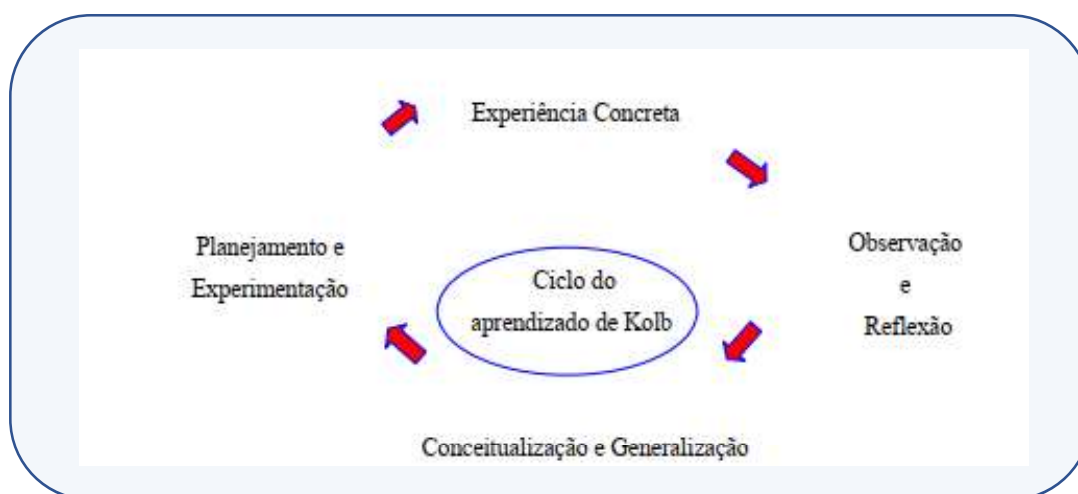 Experiência Concreta
Planejamento e
Experimentação
Ciclo do
aprendizado de Kolb
Observação
e
Reflexão
Conceitualização e Generalização